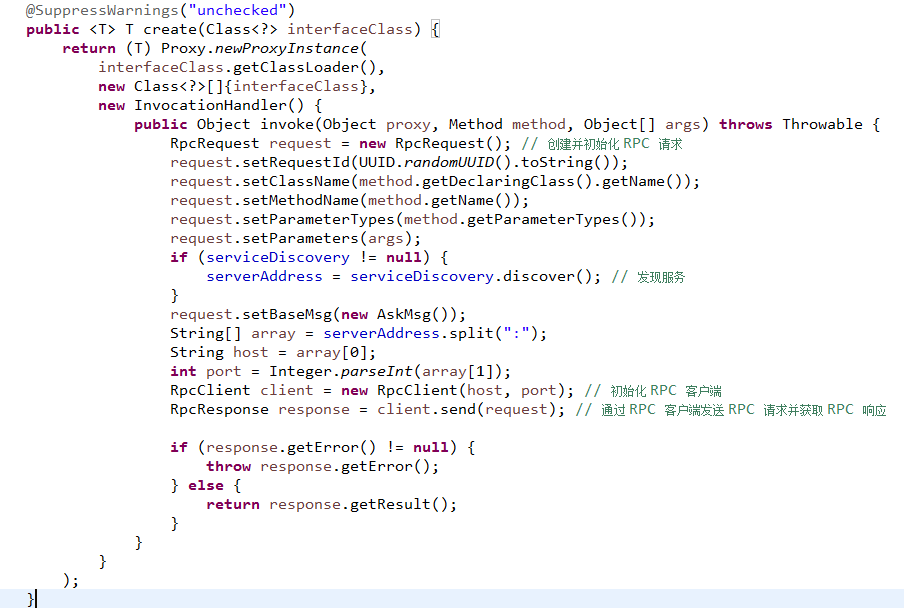 @SuppressWarnings("unchecked")
public <T> T create(Class<?> interfaceClass) {
return (T) Proxy.newProxyInstance(
interfaceClass.getClassLoader(),
new Class<?>[]{interfaceClass},
new InvocationHandler() {
public Object invoke(Object proxy, Method method, Object[] args) throws Throwable {
RpcRequest request = new RpcRequest(); // 创建并初始化 RPC 请求
request.setRequestId(UUID.randomUUID().toString());
request.setClassName(method.getDeclaringClass().getName());
request.setMethodName(method.getName());
request.setParameterTypes(method.getParameterTypes());
request.setParameters(args);
if (serviceDiscovery != null) {
serverAddress = serviceDiscovery.discover(); // 发现服务
}
request.setBaseMsg(new AskMsg());
String[] array = serverAddress.split(":");
String host = array[0];
int port = Integer.parseInt(array[1]);
RpcClient client = new RpcClient(host, port); // 初始化 RPC 客户端
RpcResponse response = client.send(request); // 通过 RPC 客户端发送 RPC 请求并获取 RPC 响应
if (response.getError() != null) {
throw response.getError();
} else {
return response.getResult();
}
}
}
);
}